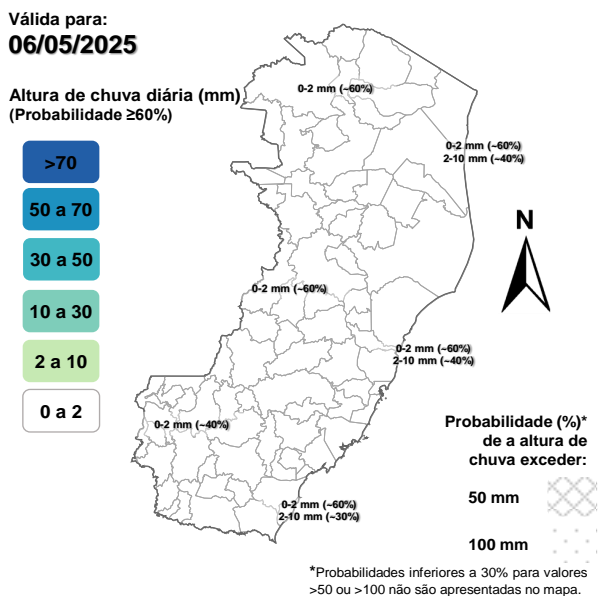 Válida para:
06/05/2025
Altura de chuva diária (mm)
(Probabilidade ≥60%)
>70
50 a 70
30 a 50
10 a 30
2 a 10
0 a 2
0-2 mm (~60%)
0-2 mm (~60%)
2-10 mm (~40%)
N
0-2 mm (~60%)
0-2 mm (~60%)
2-10 mm (~40%)
0-2 mm (~40%)
0-2 mm (~60%)
2-10 mm (~30%)
Probabilidade (%)*
de a altura de
chuva exceder:
50 mm
100 mm
*Probabilidades inferiores a 30% para valores
>50 ou >100 não são apresentadas no mapa.